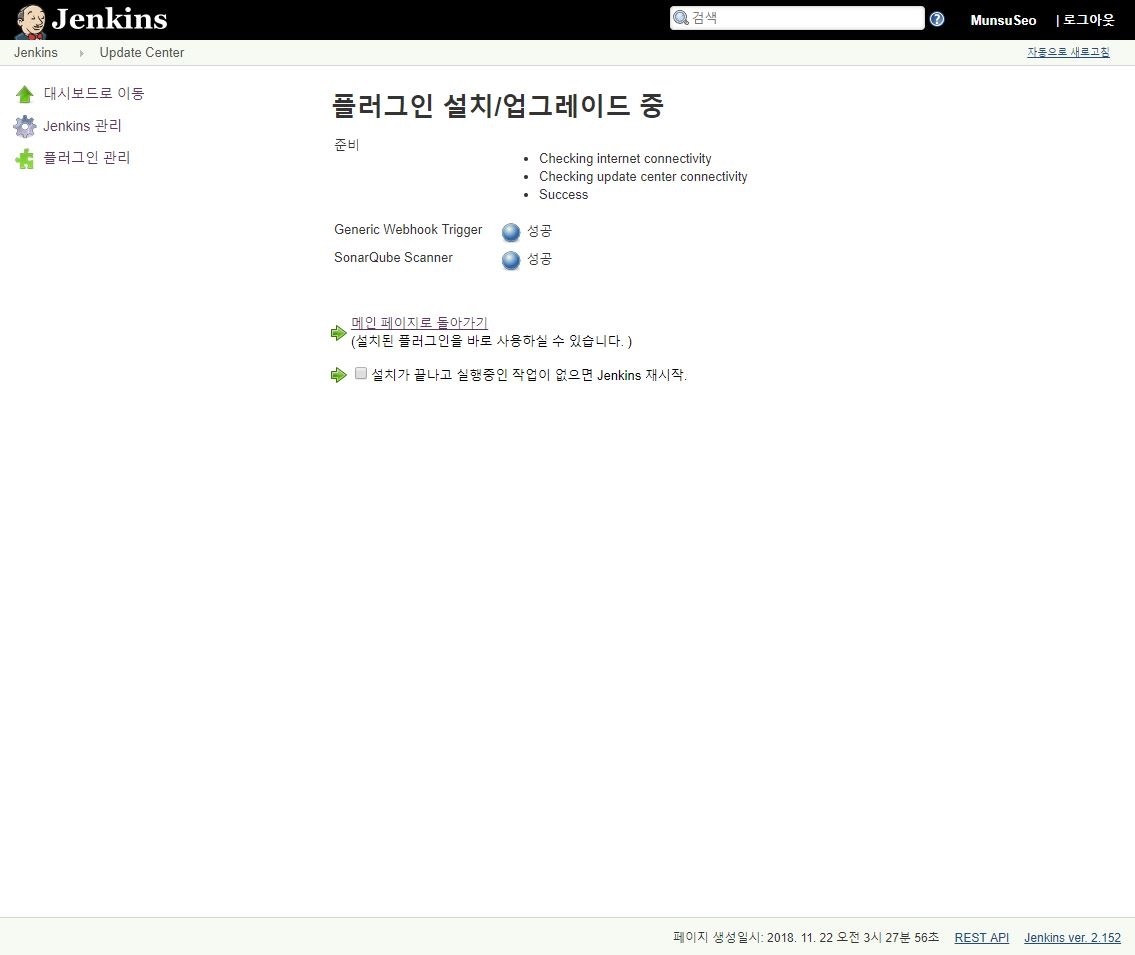 Jenkins
검색
MunsuSeo
| 로그아웃
Jenkins
Update Center
자동으로 새로고침
대시보드로 이동
Jenkins 관리
플러그인 관리
플러그인 설치/업그레이드 중
준비
Checking internet connectivity
Checking update center connectivity
Success
Generic Webhook Trigger 성공
SonarQube Scanner 성공
메인 페이지로 돌아가기
(설치된 플러그인을 바로 사용하실 수 있습니다. )
설치가 끝나고 실행중인 작업이 없으면 Jenkins 재시작.
페이지 생성일시: 2018. 11. 22 오전 3시 27분 56초 REST API Jenkins ver. 2.152